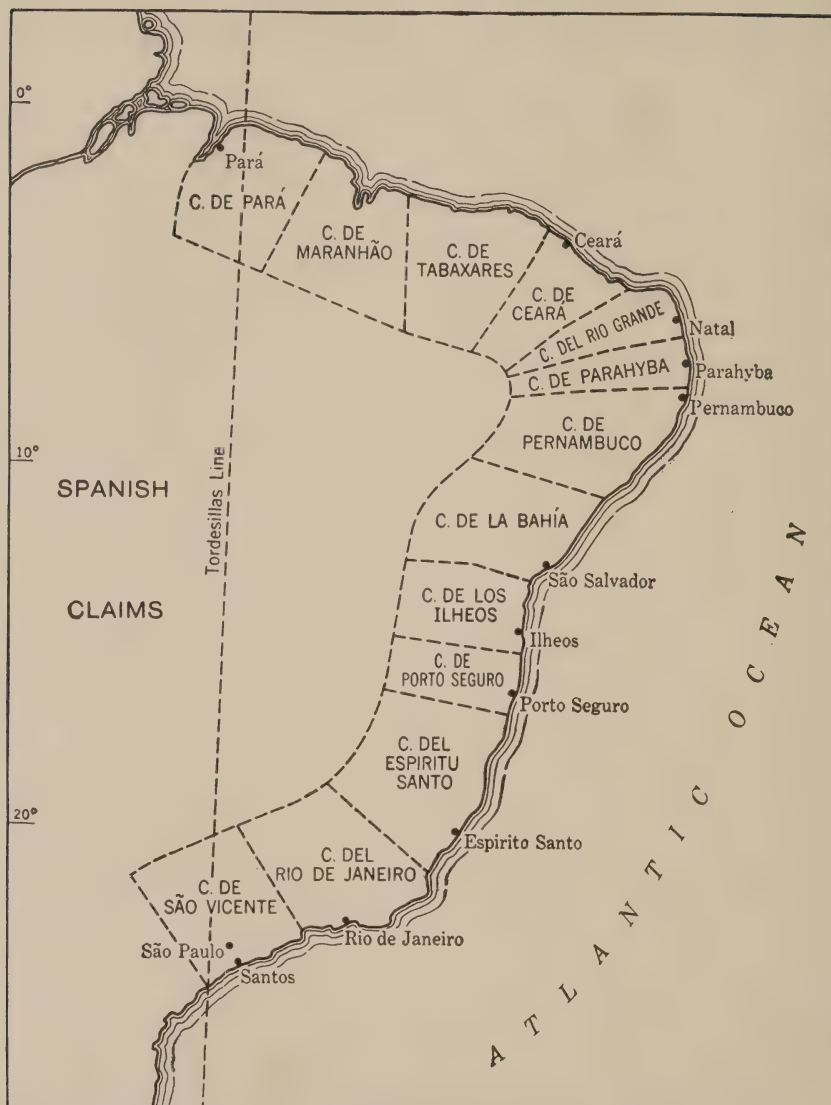 0°
Pará
C. DE PARÁ
C. DE
MARANHÃO
C. DE
TABAXARES
Ceará
C. DE
CEARÁ
C. DEL RIO GRANDE
Natal
C. DE PARAHYBA
Parahyba
Pernambuco
C. DE
PERNAMBUCO
10°
SPANISH
CLAIMS
Tordesillas Line
C. DE LA BAHÍA
São Salvador
C. DE LOS
ILHEOS
Ilheos
C. DE
PORTO SEGURO
Porto Seguro
C. DEL
ESPIRITU
SANTO
20°
Espirito Santo
C. DEL
RIO DE JANEIRO
C. DE
SÃO VICENTE
Rio de Janeiro
São Paulo
Santos
ATLANTIC OCEAN